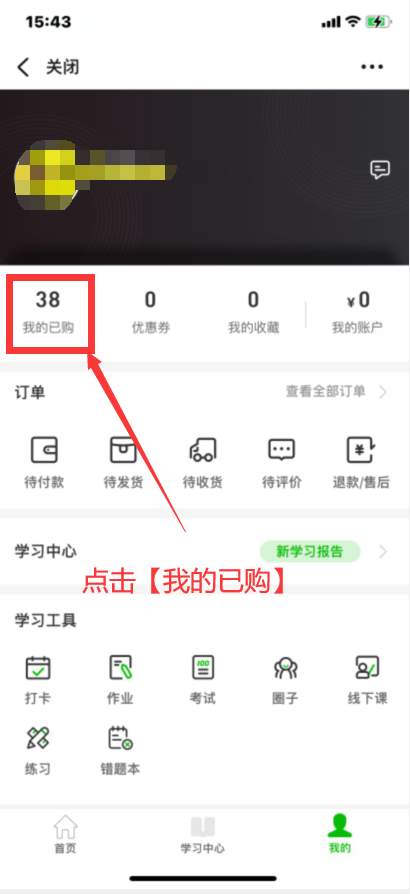 15:43
关闭
38 0 0 ¥0
我的已购 优惠券 我的收藏 我的账户
订单 查看全部订单
待付款 待发货 待收货 待评价 退款/售后
学习中心 新学习报告
点击【我的已购】
学习工具
100
打卡 作业 考试 圈子 线下课
练习 错题本
首页 学习中心 我的